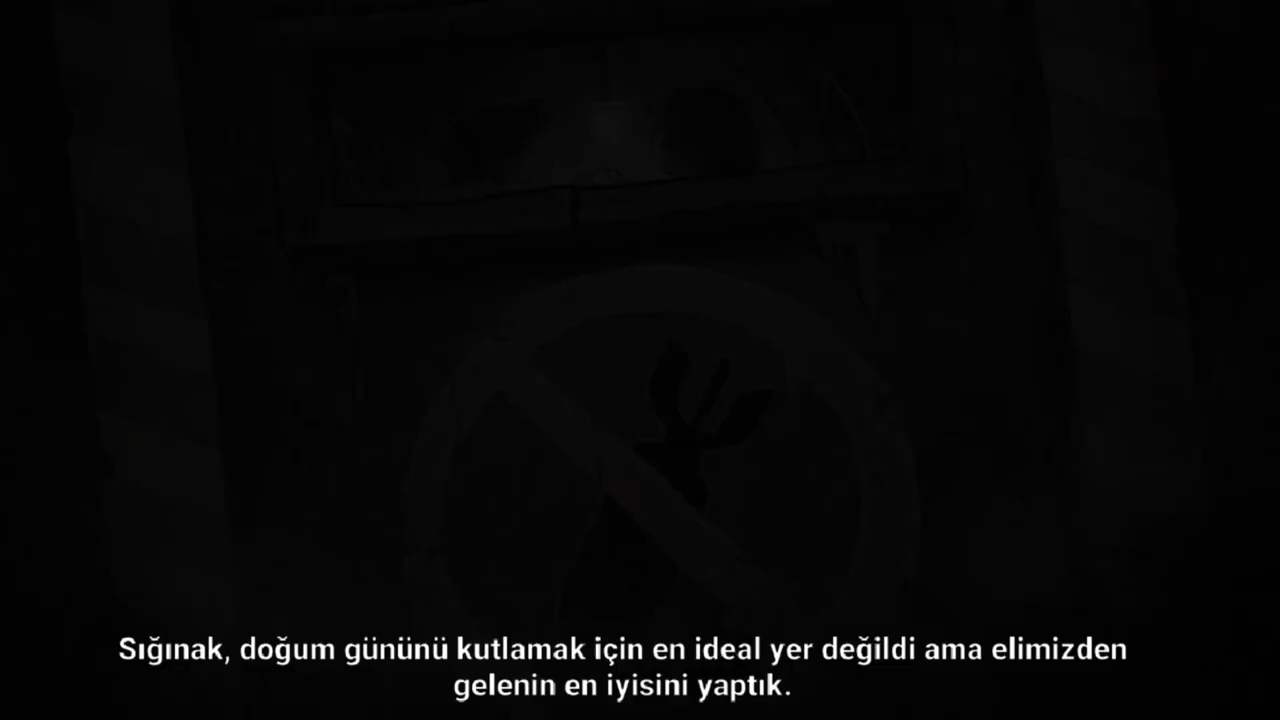 Sığınak, doğum gününü kutlamak için en ideal yer değildi ama elimizden
gelenin en iyisini yaptık.